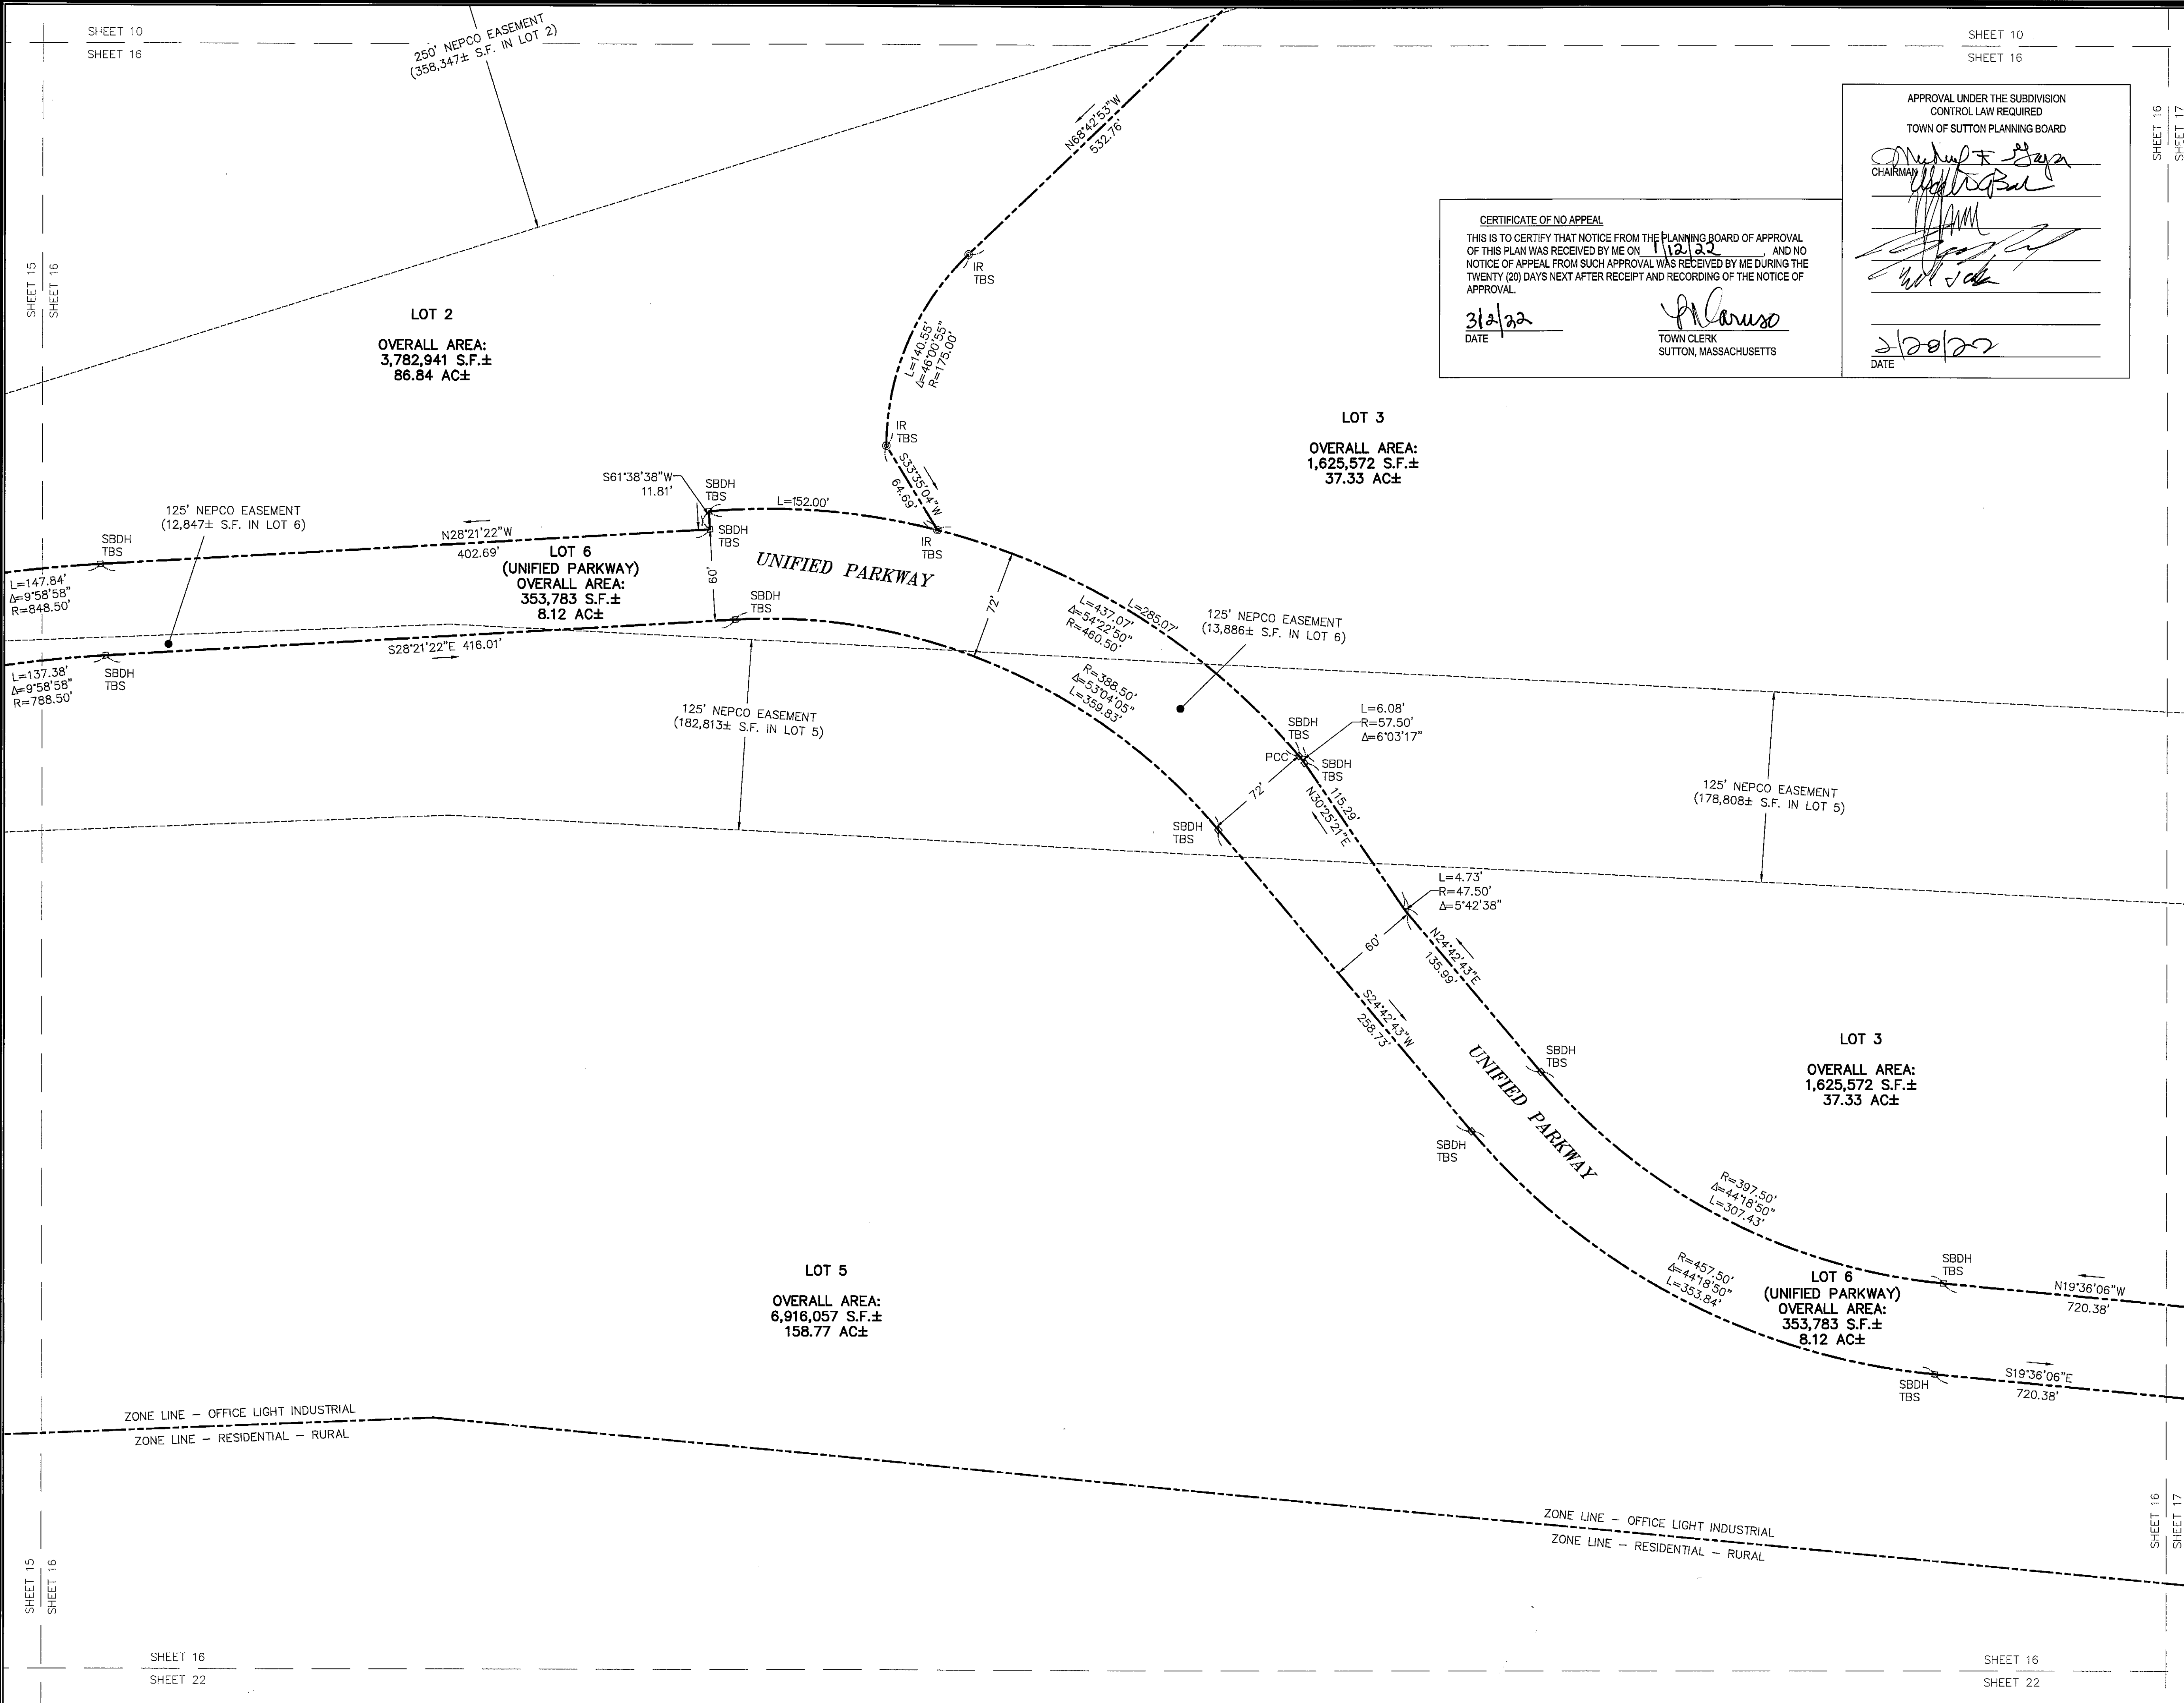 SHEET 10
SHEET 16
250' NEPCO EASEMENT
(358,347± S.F. IN LOT 2)
SHEET 10
SHEET 16
SHEET 16
SHEET 17
APPROVAL UNDER THE SUBDIVISION
CONTROL LAW REQUIRED
TOWN OF SUTTON PLANNING BOARD
CHAIRMAN
2/28/22
DATE
CERTIFICATE OF NO APPEAL
THIS IS TO CERTIFY THAT NOTICE FROM THE PLANNING BOARD OF APPROVAL
OF THIS PLAN WAS RECEIVED BY ME ON 1/12/22, AND NO
NOTICE OF APPEAL FROM SUCH APPROVAL WAS RECEIVED BY ME DURING THE
TWENTY (20) DAYS NEXT AFTER RECEIPT AND RECORDING OF THE NOTICE OF
APPROVAL.
3/2/22
DATE
Caruso
TOWN CLERK
SUTTON, MASSACHUSETTS
N68°42'53"W
532.76'
SHEET 15
SHEET 16
LOT 2
OVERALL AREA:
3,782,941 S.F.±
86.84 AC±
IR
TBS
L=140.55'
Δ=46°00'55"
R=175.00'
IR
TBS
S33°35'04"W
64.69'
IR
TBS
LOT 3
OVERALL AREA:
1,625,572 S.F.±
37.33 AC±
S61°38'38"W
11.81'
SBDH
TBS
L=152.00'
SBDH
TBS
125' NEPCO EASEMENT
(12,847± S.F. IN LOT 6)
SBDH
TBS
N28°21'22"W
402.69'
LOT 6
(UNIFIED PARKWAY)
OVERALL AREA:
353,783 S.F.±
8.12 AC±
60'
UNIFIED PARKWAY
L=147.84'
Δ=9°58'58"
R=848.50'
SBDH
TBS
72'
L=437.07'
Δ=54°22'50"
R=460.50'
L=285.07'
125' NEPCO EASEMENT
(13,886± S.F. IN LOT 6)
S28°21'22"E 416.01'
L=137.38'
Δ=9°58'58"
R=788.50'
SBDH
TBS
R=388.50'
Δ=53°04'05"
L=359.83'
125' NEPCO EASEMENT
(182,813± S.F. IN LOT 5)
L=6.08'
R=57.50'
Δ=6°03'17"
SBDH
TBS
PCC
SBDH
TBS
72'
115.29'
N30°25'21"E
SBDH
TBS
125' NEPCO EASEMENT
(178,808± S.F. IN LOT 5)
L=4.73'
R=47.50'
Δ=5°42'38"
60'
N24°42'43"E
135.99'
S24°42'43"W
258.73'
LOT 3
OVERALL AREA:
1,625,572 S.F.±
37.33 AC±
UNIFIED PARKWAY
SBDH
TBS
SBDH
TBS
R=397.50'
Δ=44°18'50"
L=307.43'
R=457.50'
Δ=44°18'50"
L=353.84'
LOT 6
(UNIFIED PARKWAY)
OVERALL AREA:
353,783 S.F.±
8.12 AC±
SBDH
TBS
N19°36'06"W
720.38'
SBDH
TBS
S19°36'06"E
720.38'
LOT 5
OVERALL AREA:
6,916,057 S.F.±
158.77 AC±
ZONE LINE – OFFICE LIGHT INDUSTRIAL
ZONE LINE – RESIDENTIAL – RURAL
ZONE LINE – OFFICE LIGHT INDUSTRIAL
ZONE LINE – RESIDENTIAL – RURAL
SHEET 15
SHEET 16
SHEET 16
SHEET 17
SHEET 16
SHEET 22
SHEET 16
SHEET 22